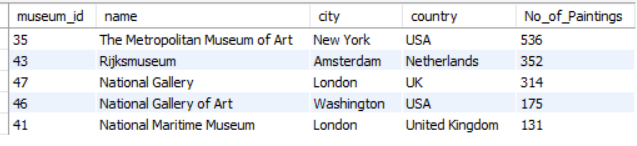 museum_id name city country No_of_Paintings
35 The Metropolitan Museum of Art New York USA 536
43 Rijksmuseum Amsterdam Netherlands 352
47 National Gallery London UK 314
46 National Gallery of Art Washington USA 175
41 National Maritime Museum London United Kingdom 131